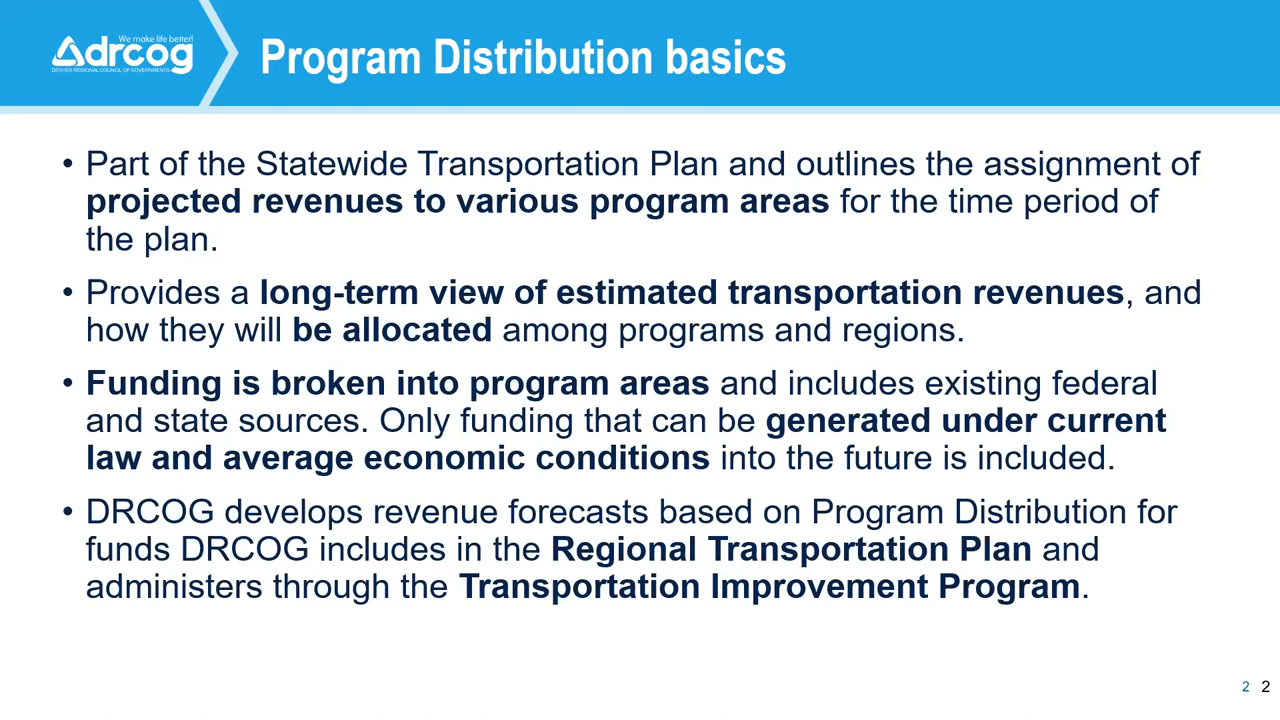 We make life better!
drcog
DENVER REGIONAL COUNCIL OF GOVERNMENTS
Program Distribution basics
• Part of the Statewide Transportation Plan and outlines the assignment of
projected revenues to various program areas for the time period of
the plan.
• Provides a long-term view of estimated transportation revenues, and
how they will be allocated among programs and regions.
• Funding is broken into program areas and includes existing federal
and state sources. Only funding that can be generated under current
law and average economic conditions into the future is included.
• DRCOG develops revenue forecasts based on Program Distribution for
funds DRCOG includes in the Regional Transportation Plan and
administers through the Transportation Improvement Program.
2 2